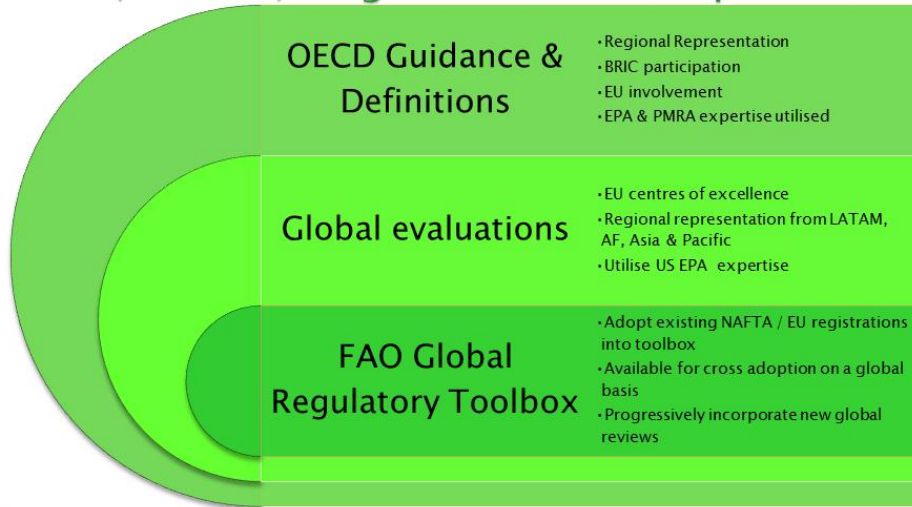 OECD Guidance &
Definitions
•Regional Representation
•BRIC participation
•EU involvement
•EPA & PMRA expertise utilised
Global evaluations
•EU centres of excellence
•Regional representation from LATAM,
AF, Asia & Pacific
•Utilise US EPA expertise
FAO Global
Regulatory Toolbox
•Adopt existing NAFTA / EU registrations
into toolbox
•Available for cross adoption on a global
basis
•Progressively incorporate new global
reviews